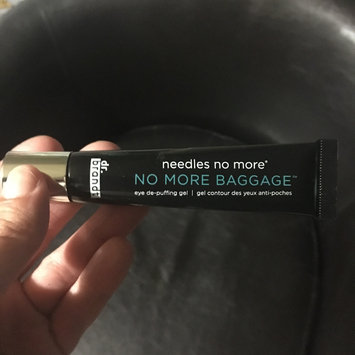 dr.
brandt
needles no more®
NO MORE BAGGAGE™
eye de-puffing gel | gel contour des yeux anti-poches